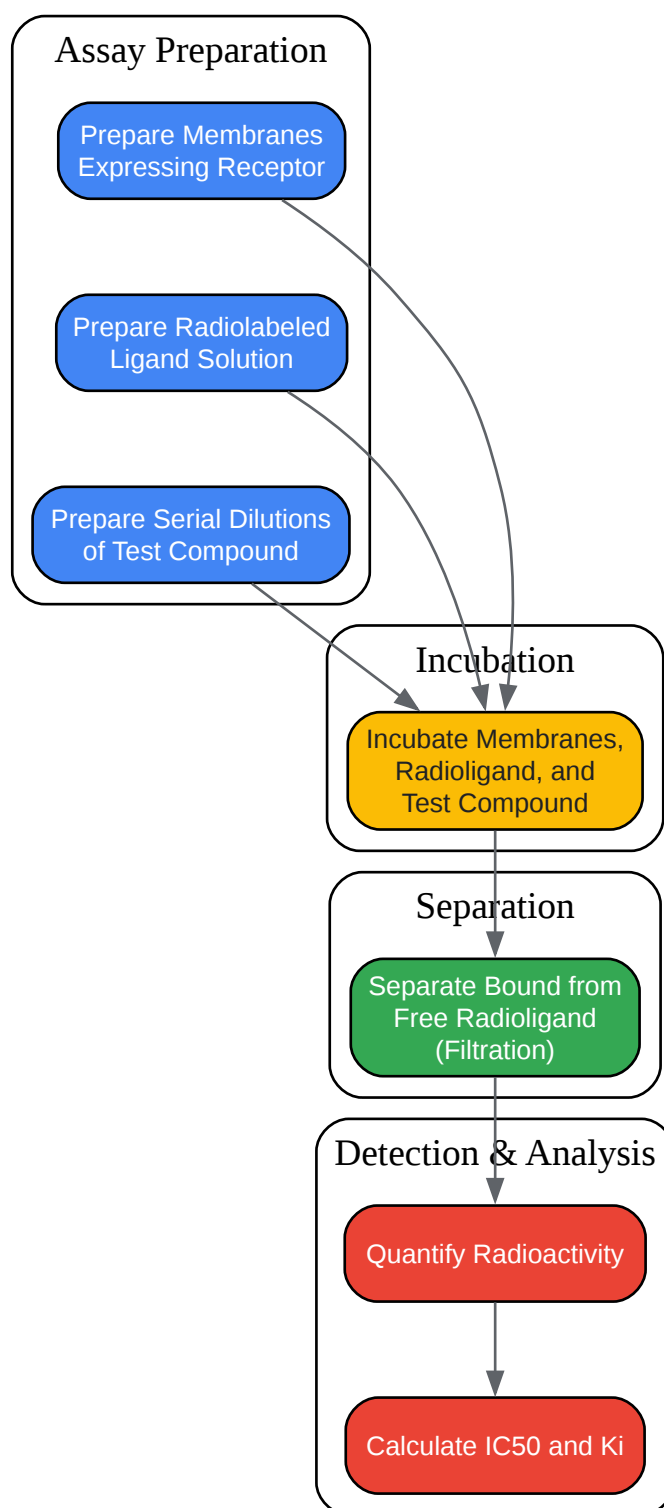 Assay Preparation
Prepare Membranes
Expressing Receptor
Prepare Radiolabeled
Ligand Solution
Prepare Serial Dilutions
of Test Compound
Incubation
Incubate Membranes,
Radioligand, and
Test Compound
Separation
Separate Bound from
Free Radioligand
(Filtration)
Detection & Analysis
Quantify Radioactivity
Calculate IC50 and Ki